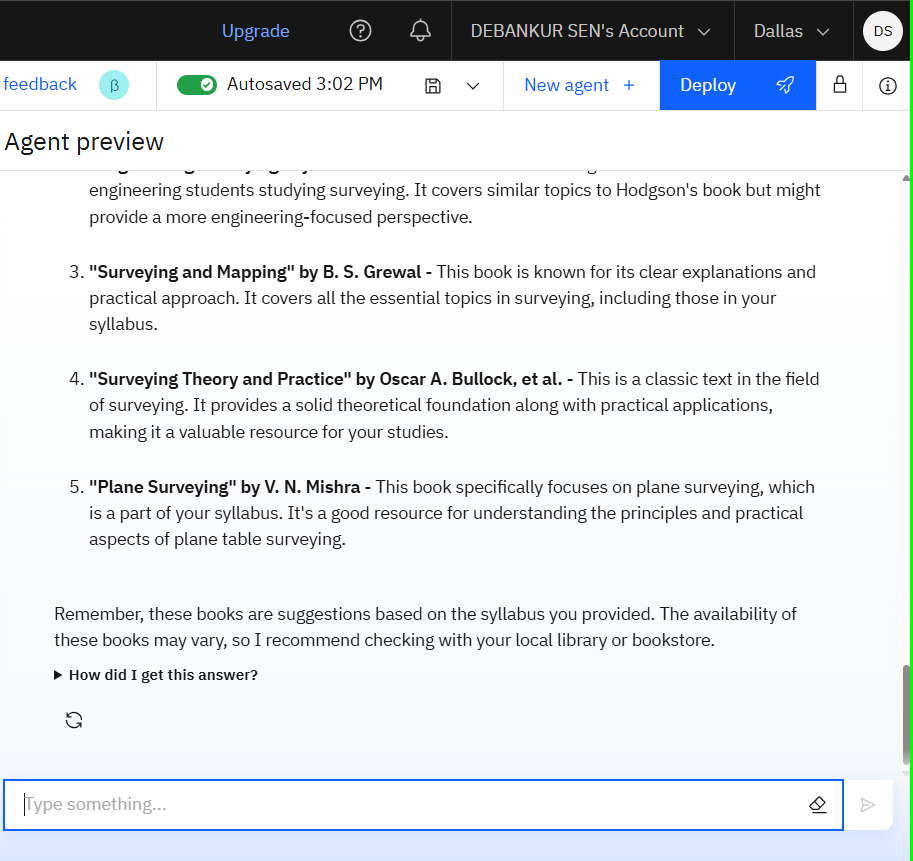 Upgrade DEBANKUR SEN's Account Dallas DS
feedback β Autosaved 3:02 PM New agent + Deploy
Agent preview
engineering students studying surveying. It covers similar topics to Hodgson's book but might
provide a more engineering-focused perspective.
3. "Surveying and Mapping" by B. S. Grewal - This book is known for its clear explanations and
practical approach. It covers all the essential topics in surveying, including those in your
syllabus.
4. "Surveying Theory and Practice" by Oscar A. Bullock, et al. - This is a classic text in the field
of surveying. It provides a solid theoretical foundation along with practical applications,
making it a valuable resource for your studies.
5. "Plane Surveying" by V. N. Mishra - This book specifically focuses on plane surveying, which
is a part of your syllabus. It's a good resource for understanding the principles and practical
aspects of plane table surveying.
Remember, these books are suggestions based on the syllabus you provided. The availability of
these books may vary, so I recommend checking with your local library or bookstore.
How did I get this answer?
Type something...